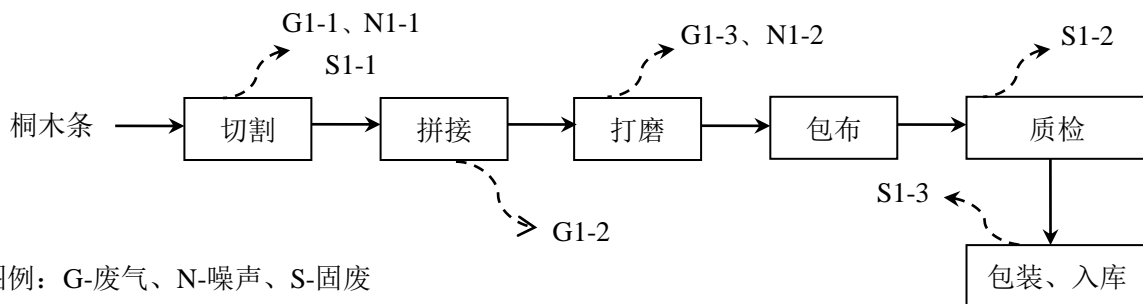 G1-1、N1-1
S1-1
G1-3、N1-2
S1-2
桐木条
切割
拼接
打磨
包布
质检
S1-3
G1-2
图例：G-废气、N-噪声、S-固废
包装、入库